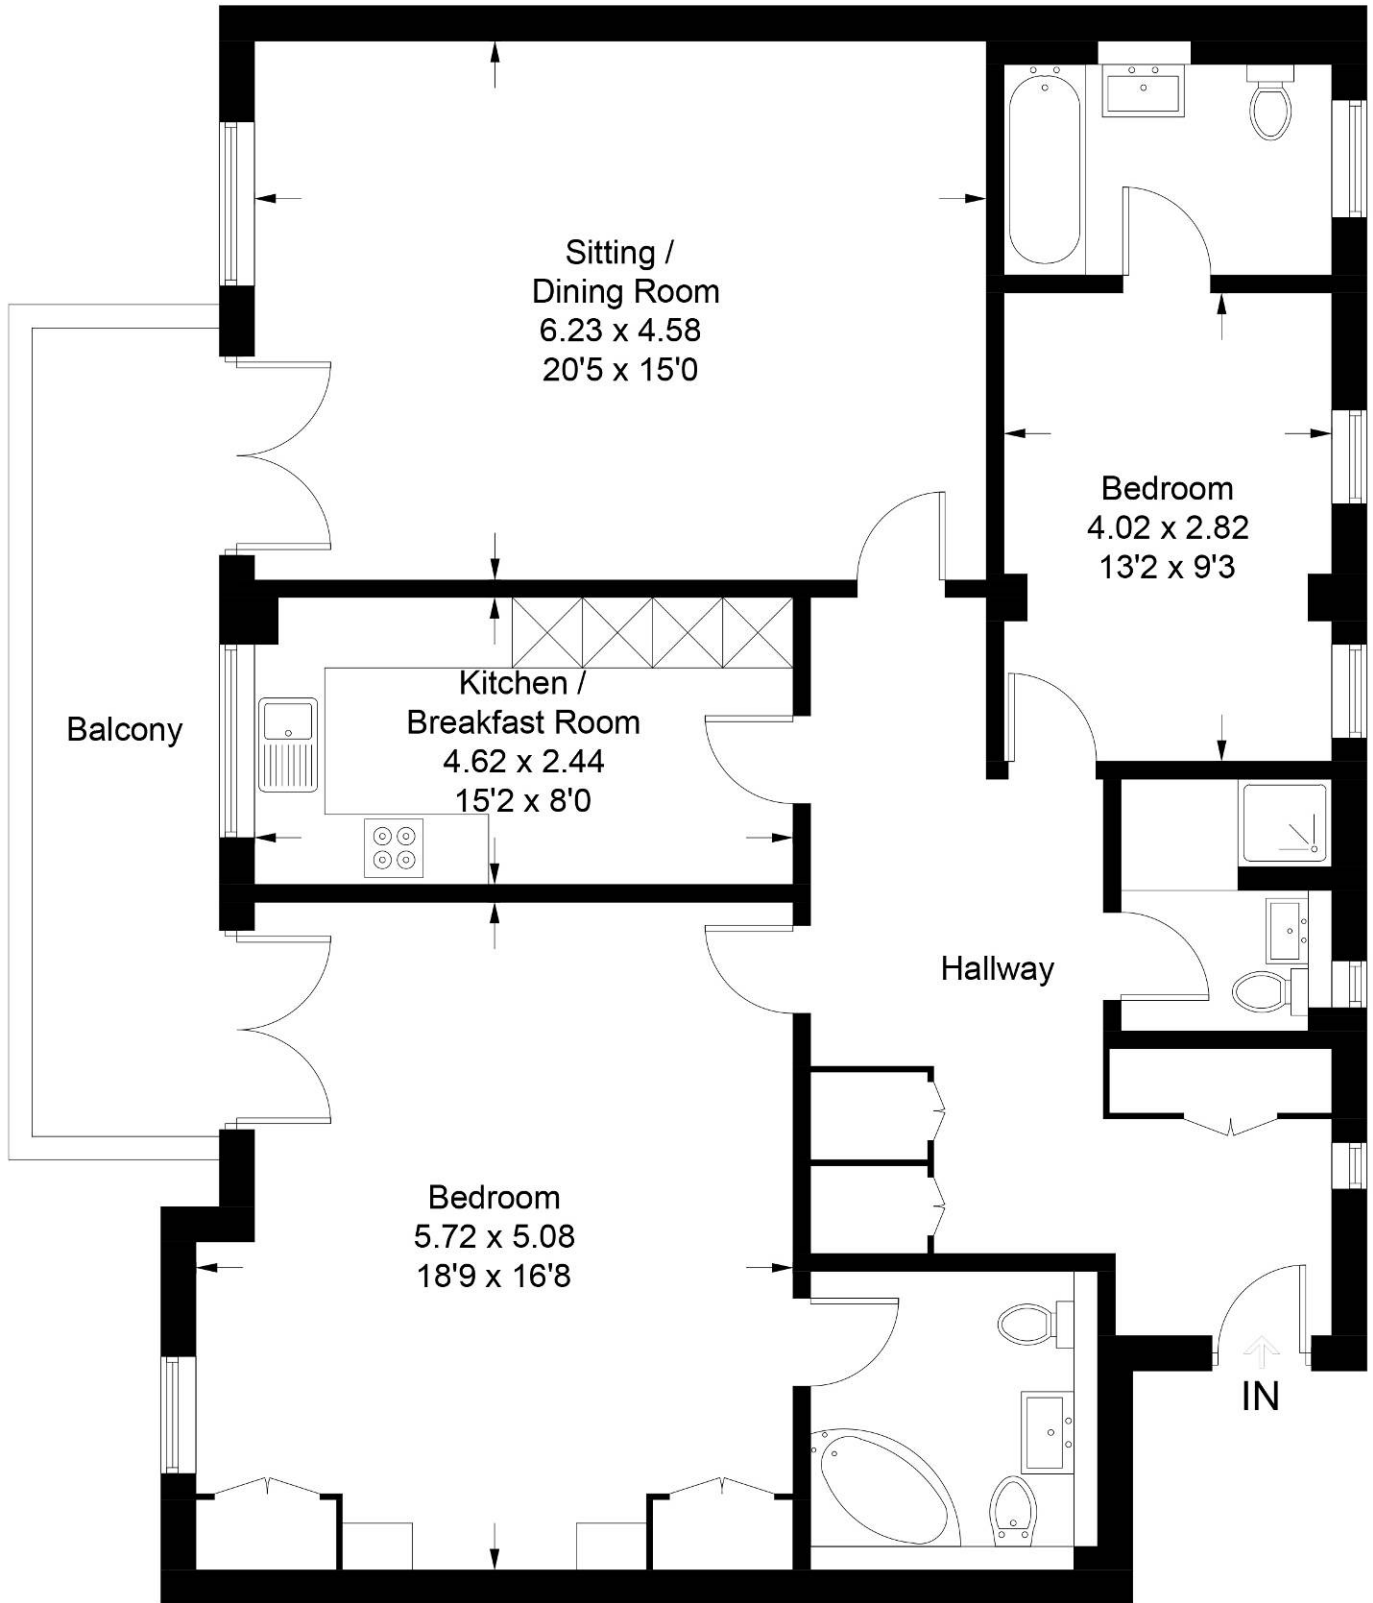 Sitting /
Dining Room
6.23 x 4.58
20'5 x 15'0
Bedroom
4.02 x 2.82
13'2 x 9'3
Kitchen /
Breakfast Room
4.62 x 2.44
15'2 x 8'0
Balcony
Hallway
Bedroom
5.72 x 5.08
18'9 x 16'8
IN